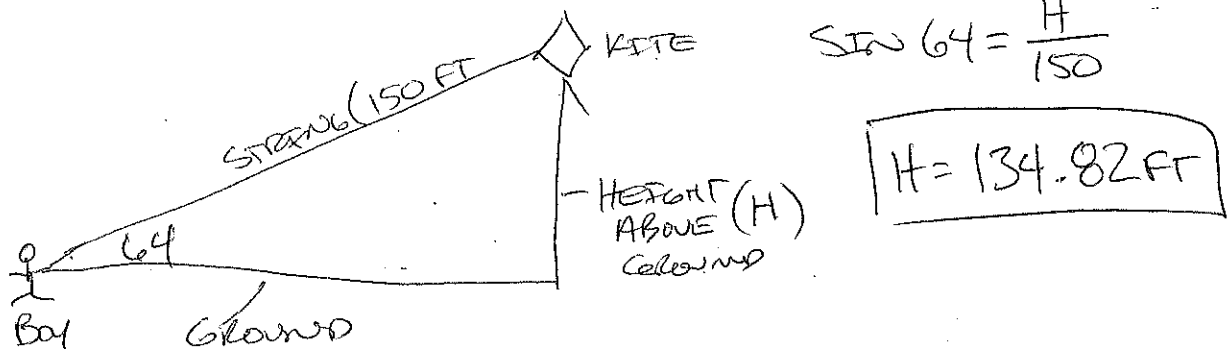 KITE
SIN 64 = H/150
STRING (150 FT
H = 134.82 FT
HEIGHT
ABOVE (H)
GROUND
64
BOY
GROUND